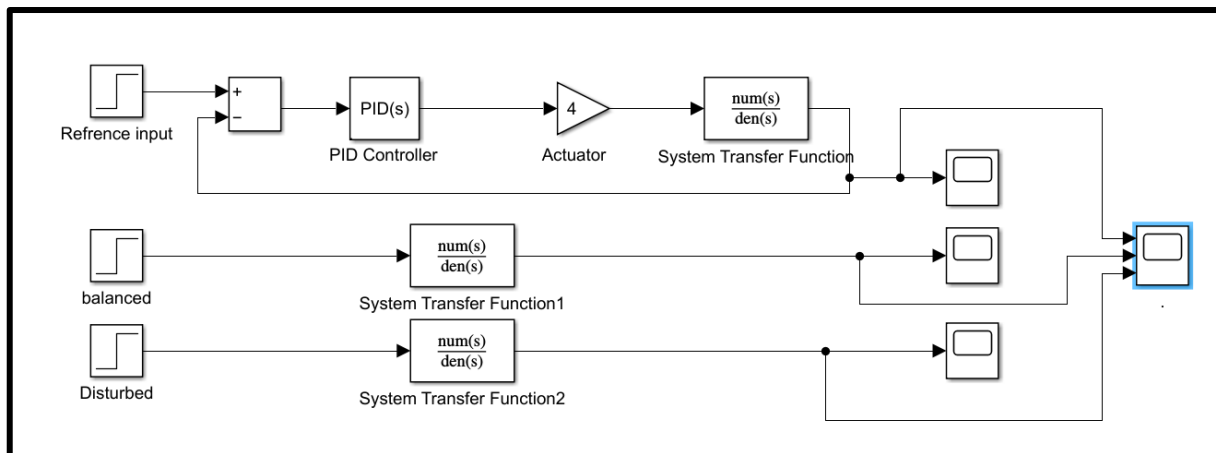 +
−
Refrence input
PID(s)
PID Controller
4
Actuator
num(s)
den(s)
System Transfer Function
balanced
num(s)
den(s)
System Transfer Function1
Disturbed
num(s)
den(s)
System Transfer Function2
.